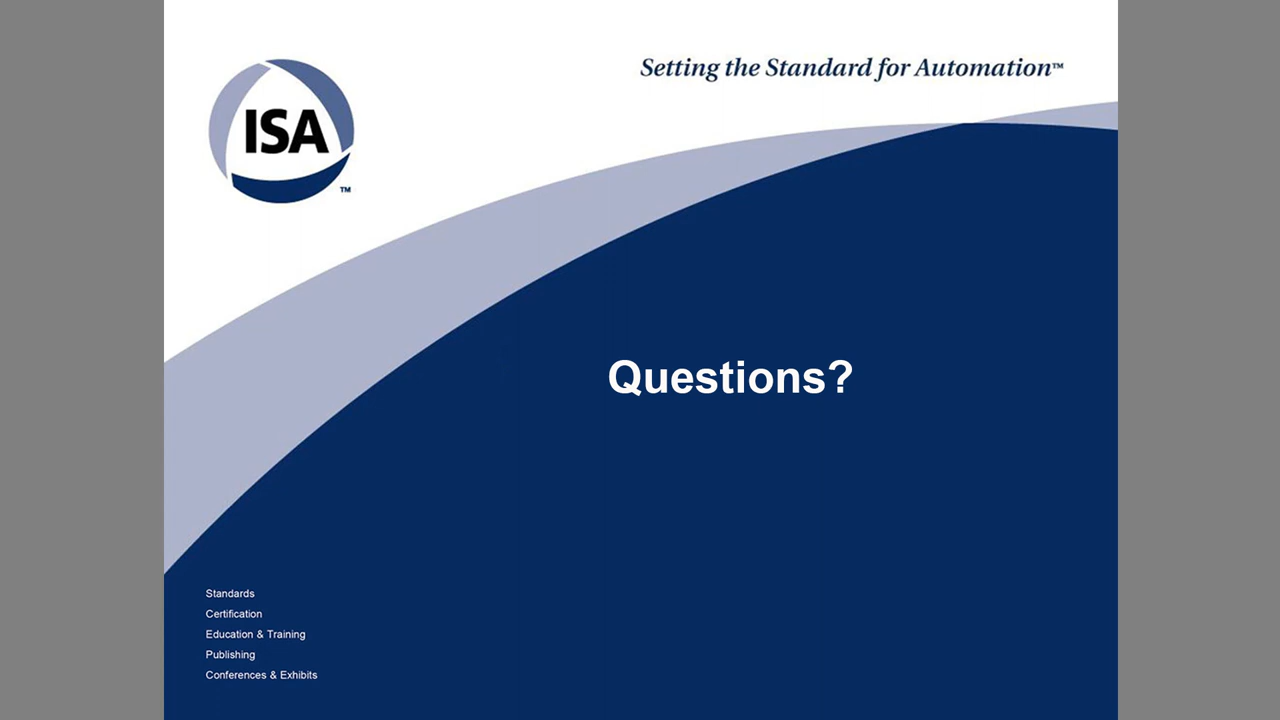 Setting the Standard for Automation™
ISA
™
Questions?
Standards
Certification
Education & Training
Publishing
Conferences & Exhibits